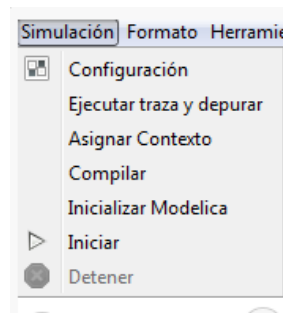 Simulación Formato Herramie
Configuración
Ejecutar traza y depurar
Asignar Contexto
Compilar
Inicializar Modelica
Iniciar
Detener